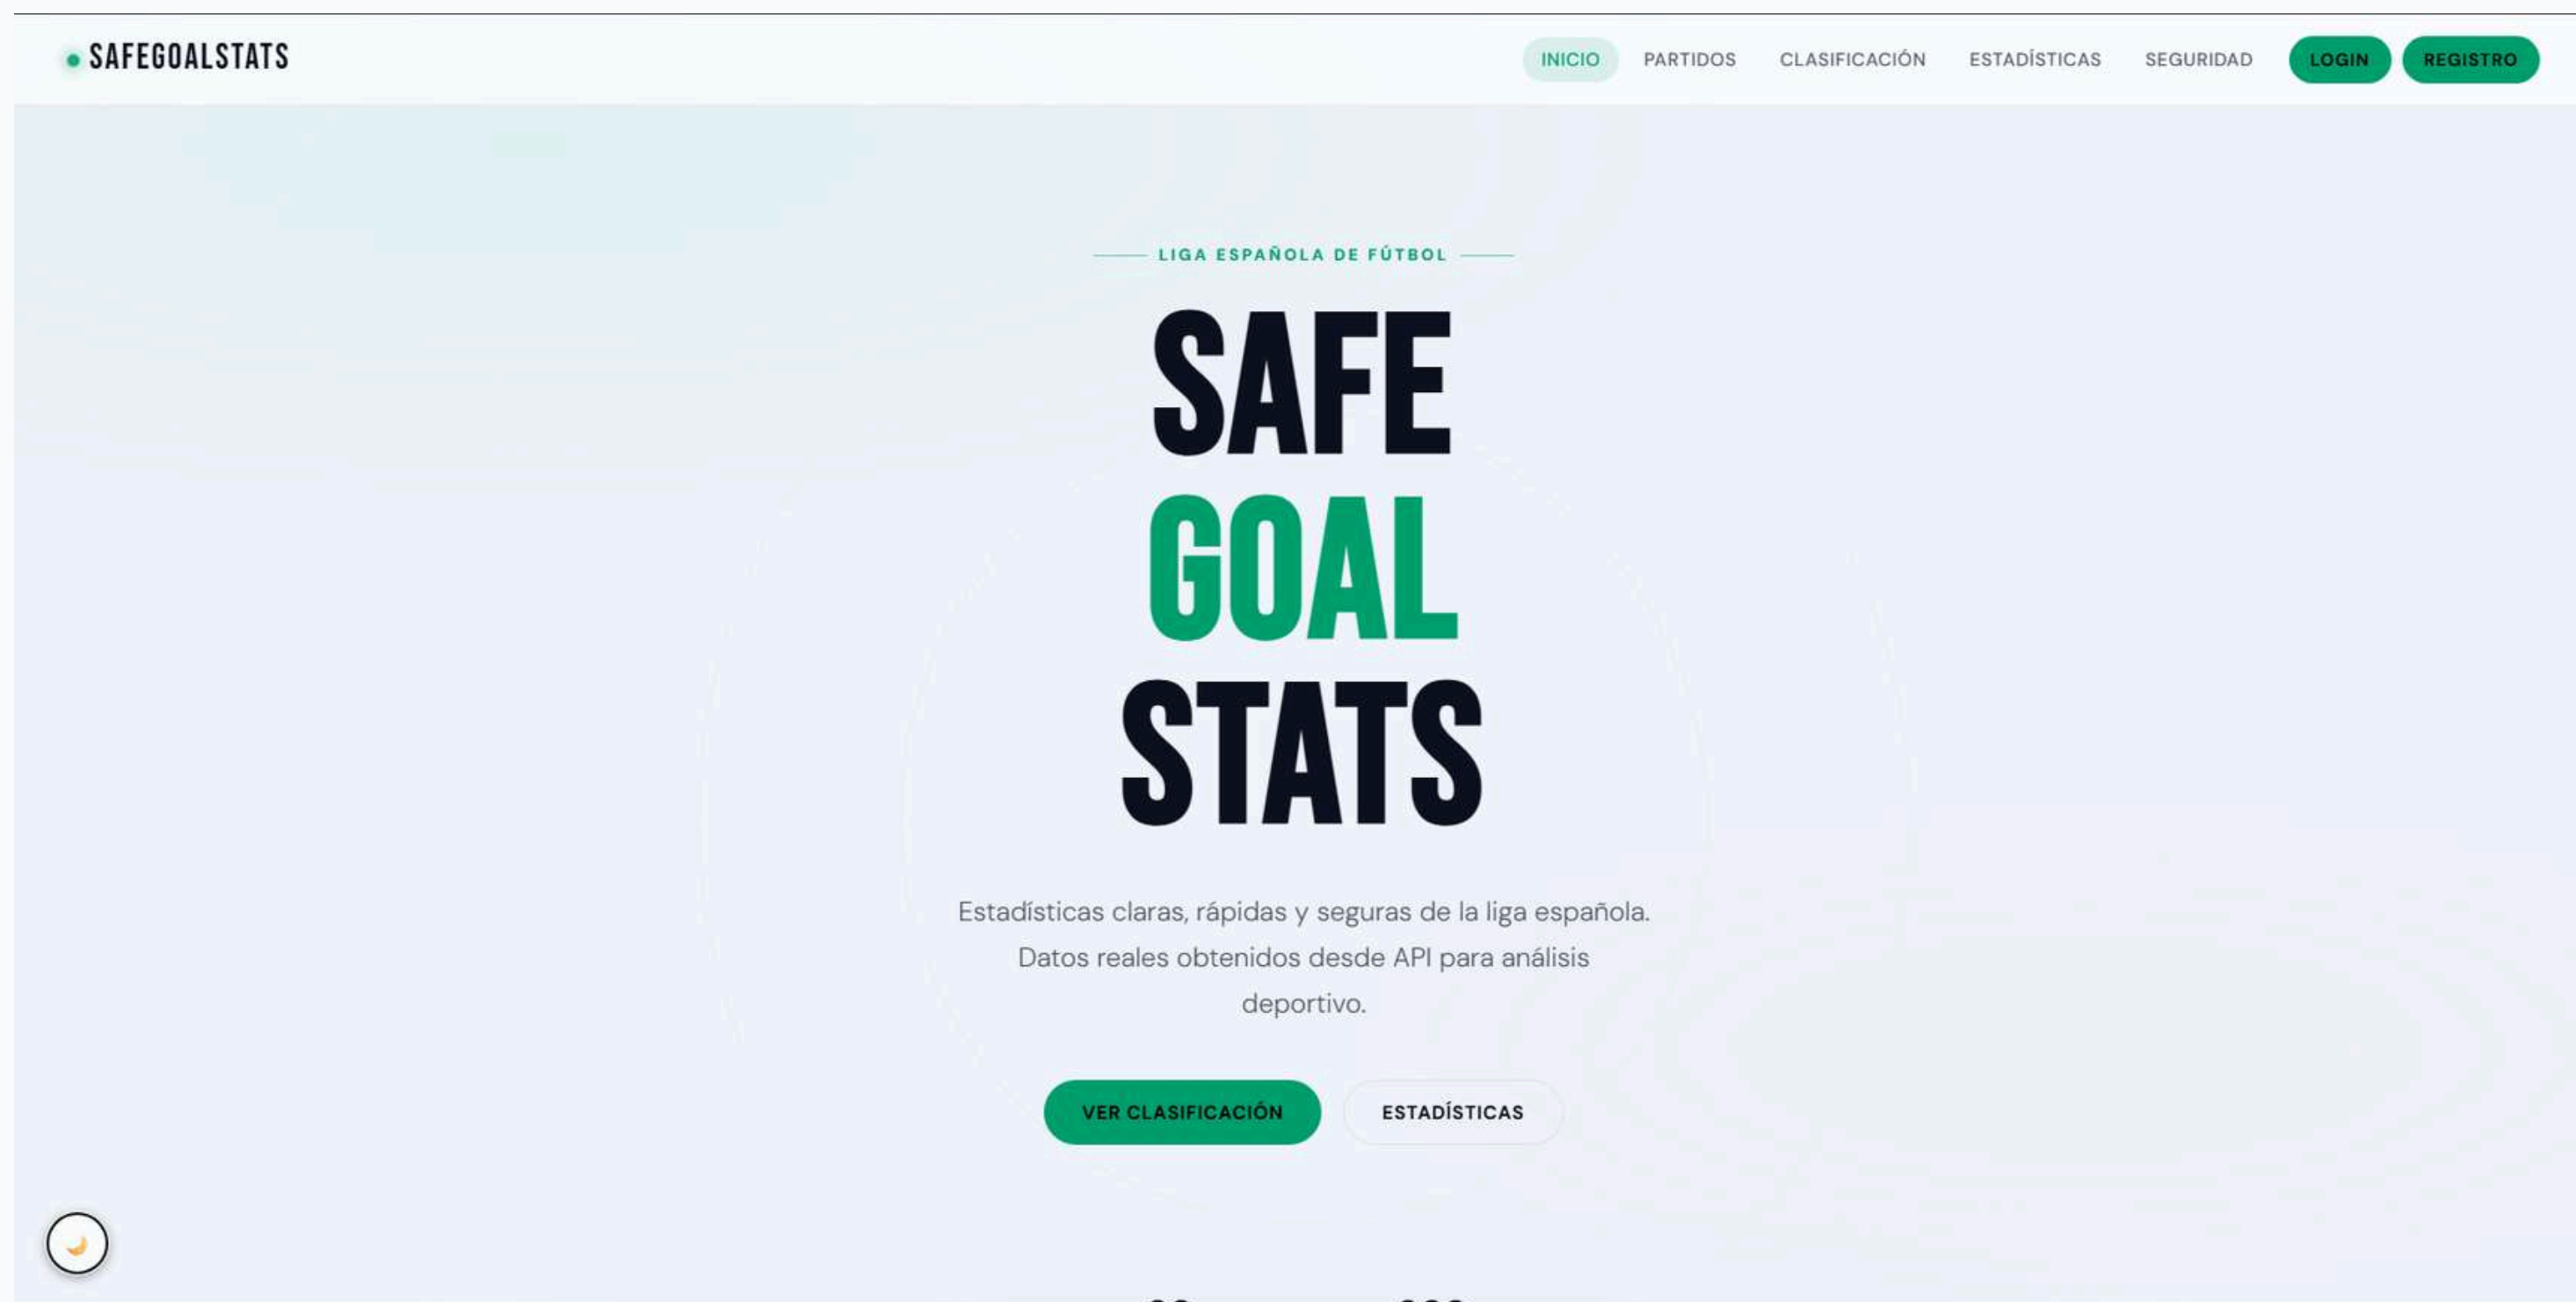 SAFEGOALSTATS
INICIO PARTIDOS CLASIFICACIÓN ESTADÍSTICAS SEGURIDAD LOGIN REGISTRO
LIGA ESPAÑOLA DE FÚTBOL
SAFE
GOAL
STATS
Estadísticas claras, rápidas y seguras de la liga española.
Datos reales obtenidos desde API para análisis
deportivo.
VER CLASIFICACIÓN ESTADÍSTICAS